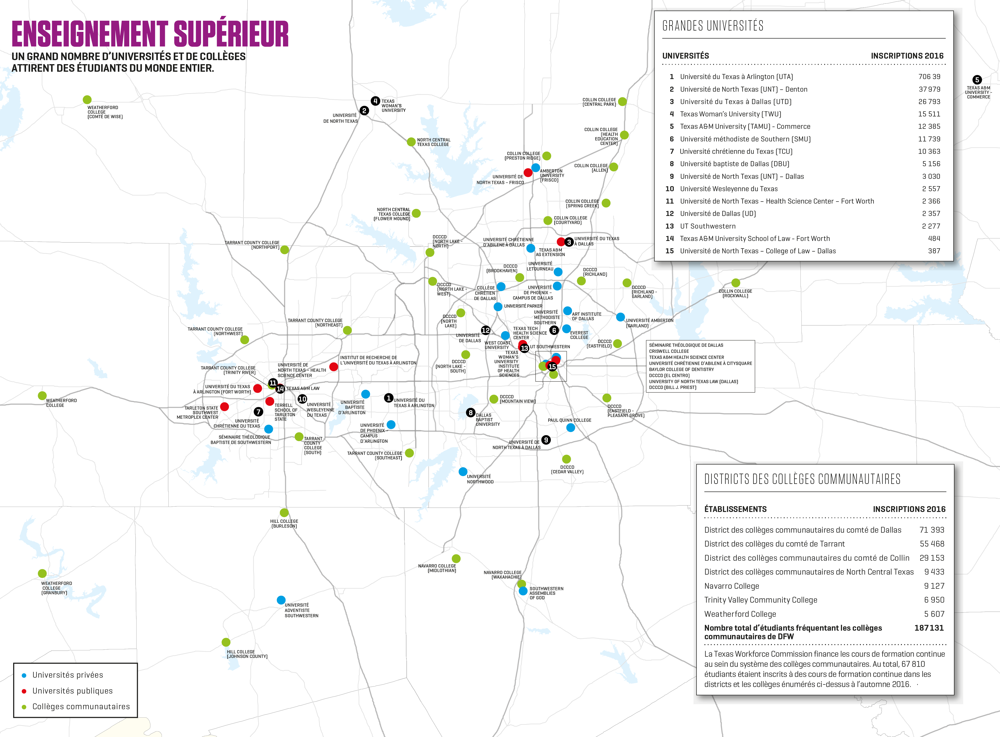 ENSEIGNEMENT SUPÉRIEUR
UN GRAND NOMBRE D’UNIVERSITÉS ET DE COLLÈGES
ATTIRENT DES ÉTUDIANTS DU MONDE ENTIER.
GRANDES UNIVERSITÉS
UNIVERSITÉS INSCRIPTIONS 2016
1 Université du Texas à Arlington (UTA) 706 39
2 Université de North Texas (UNT) – Denton 37 979
3 Université du Texas à Dallas (UTD) 26 793
4 Texas Woman’s University (TWU) 15 511
5 Texas A&M University (TAMU) - Commerce 12 385
6 Université méthodiste de Southern (SMU) 11 739
7 Université chrétienne du Texas (TCU) 10 363
8 Université baptiste de Dallas (DBU) 5 156
9 Université de North Texas (UNT) – Dallas 3 030
10 Université Wesleyenne du Texas 2 557
11 Université de North Texas – Health Science Center – Fort Worth 2 366
12 Université de Dallas (UD) 2 357
13 UT Southwestern 2 277
14 Texas A&M University School of Law - Fort Worth 484
15 Université de North Texas – College of Law – Dallas 387
5
TEXAS A&M
UNIVERSITY -
COMMERCE
WEATHERFORD
COLLEGE
(COMTÉ DE WISE)
4
TEXAS
WOMAN’S
UNIVERSITY
2
UNIVERSITÉ
DE NORTH TEXAS
NORTH CENTRAL
TEXAS COLLEGE
COLLIN COLLEGE
(CENTRAL PARK)
COLLIN COLLEGE
(HEALTH
EDUCATION
CENTER)
COLLIN COLLEGE
(PRESTON RIDGE)
AMBERTON
UNIVERSITY
(FRISCO)
UNIVERSITÉ DE
NORTH TEXAS – FRISCO
COLLIN COLLEGE
(ALLEN)
COLLIN COLLEGE
(SPRING CREEK)
COLLIN COLLEGE
(COURTYARD)
NORTH CENTRAL
TEXAS COLLEGE
(FLOWER MOUND)
TARRANT COUNTY COLLEGE
(NORTHPORT)
DCCCD
(NORTH LAKE -
NORTH)
UNIVERSITÉ CHRÉTIENNE
D’ABILENE À DALLAS
3
UNIVERSITÉ DU TEXAS
À DALLAS
TEXAS A&M
AG EXTENSION
UNIVERSITÉ
LETOURNEAU
DCCCD
(BROOKHAVEN)
DCCCD
(RICHLAND)
DCCCD
(NORTH LAKE -
WEST)
COLLÈGE
CHRÉTIEN
DE DALLAS
UNIVERSITÉ
DE PHOENIX –
CAMPUS DE DALLAS
DCCCD
(RICHLAND -
GARLAND)
COLLIN COLLEGE
(ROCKWALL)
UNIVERSITÉ PARKER
UNIVERSITÉ
MÉTHODISTE
SOUTHERN
6
ART INSTITUTE
OF DALLAS
UNIVERSITÉ AMBERTON
(GARLAND)
DCCCD
(NORTH
LAKE)
12
UNIVERSITÉ
DE DALLAS
TEXAS TECH
HEALTH SCIENCE
CENTER
EVEREST
COLLEGE
WEST COAST
UNIVERSITY
13
UT SOUTHWESTERN
DCCCD
(EASTFIELD)
TEXAS
WOMAN’S
UNIVERSITY
INSTITUTE
OF HEALTH
SCIENCES
DCCCD
(NORTH LAKE -
SOUTH)
15
SÉMINAIRE THÉOLOGIQUE DE DALLAS
CRISWELL COLLEGE
TEXAS A&M HEALTH SCIENCE CENTER
UNIVERSITÉ CHRÉTIENNE D’ABILENE À CITYSQUARE
BAYLOR COLLEGE OF DENTISTRY
DCCCD (EL CENTRO)
UNIVERSITY OF NORTH TEXAS LAW (DALLAS)
DCCCD (BILL J. PRIEST)
TARRANT COUNTY COLLEGE
(NORTHEAST)
TARRANT COUNTY COLLEGE
(NORTHWEST)
INSTITUT DE RECHERCHE DE
L’UNIVERSITÉ DU TEXAS À ARLINGTON
UNIVERSITÉ DE
NORTH TEXAS – HEALTH
SCIENCE CENTER
TARRANT COUNTY COLLEGE
(TRINITY RIVER)
11
14
TEXAS A&M LAW
UNIVERSITÉ DU TEXAS
À ARLINGTON (FORT WORTH)
WEATHERFORD
COLLEGE
TARLETON STATE
SOUTHWEST
METROPLEX CENTER
TERRELL
SCHOOL OF
TARLETON
STATE
10
UNIVERSITÉ
WESLEYENNE
DU TEXAS
7
UNIVERSITÉ
CHRÉTIENNE DU TEXAS
SÉMINAIRE THÉOLOGIQUE
BAPTISTE DE SOUTHWESTERN
TARRANT
COUNTY
COLLEGE
(SOUTH)
UNIVERSITÉ
BAPTISTE
D’ARLINGTON
1
UNIVERSITÉ DU
TEXAS À ARLINGTON
UNIVERSITÉ
DE PHOENIX –
CAMPUS
D’ARLINGTON
TARRANT COUNTY COLLEGE
(SOUTHEAST)
8
DALLAS
BAPTIST
UNIVERSITY
DCCCD
(MOUNTAIN VIEW)
DCCCD
(EASTFIELD -
PLEASANT GROVE)
PAUL QUINN COLLEGE
9
UNIVERSITÉ DE
NORTH TEXAS À DALLAS
DCCCD
(CEDAR VALLEY)
UNIVERSITÉ
NORTHWOOD
HILL COLLEGE
(BURLESON)
NAVARRO COLLEGE
(MIDLOTHIAN)
NAVARRO COLLEGE
(WAXAHACHIE)
SOUTHWESTERN
ASSEMBLIES
OF GOD
WEATHERFORD
COLLEGE
(GRANBURY)
UNIVERSITÉ
ADVENTISTE
SOUTHWESTERN
HILL COLLEGE
(JOHNSON COUNTY)
DISTRICTS DES COLLÈGES COMMUNAUTAIRES
ÉTABLISSEMENTS INSCRIPTIONS 2016
District des collèges communautaires du comté de Dallas 71 393
District des collèges du comté de Tarrant 55 468
District des collèges communautaires du comté de Collin 29 153
District des collèges communautaires de North Central Texas 9 433
Navarro College 9 127
Trinity Valley Community College 6 950
Weatherford College 5 607
Nombre total d’étudiants fréquentant les collèges 187 131
communautaires de DFW
La Texas Workforce Commission finance les cours de formation continue
au sein du système des collèges communautaires. Au total, 67 810
étudiants étaient inscrits à des cours de formation continue dans les
districts et les collèges énumérés ci-dessus à l’automne 2016.
Universités privées
Universités publiques
Collèges communautaires